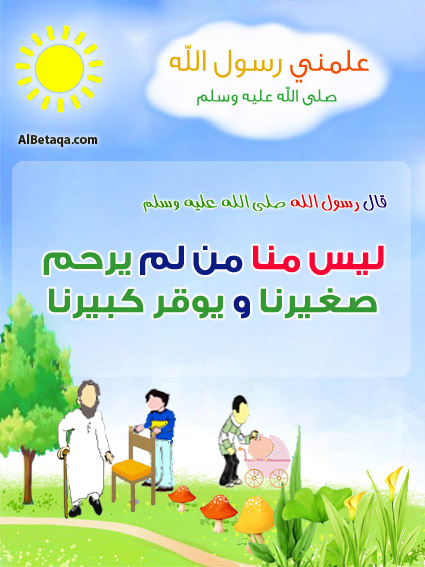 علمني رسول الله
صلى الله عليه وسلم
AlBetaqa.com
قال رسول الله صلى الله عليه وسلم
ليس منا من لم يرحم
صغيرنا و يوقر كبيرنا